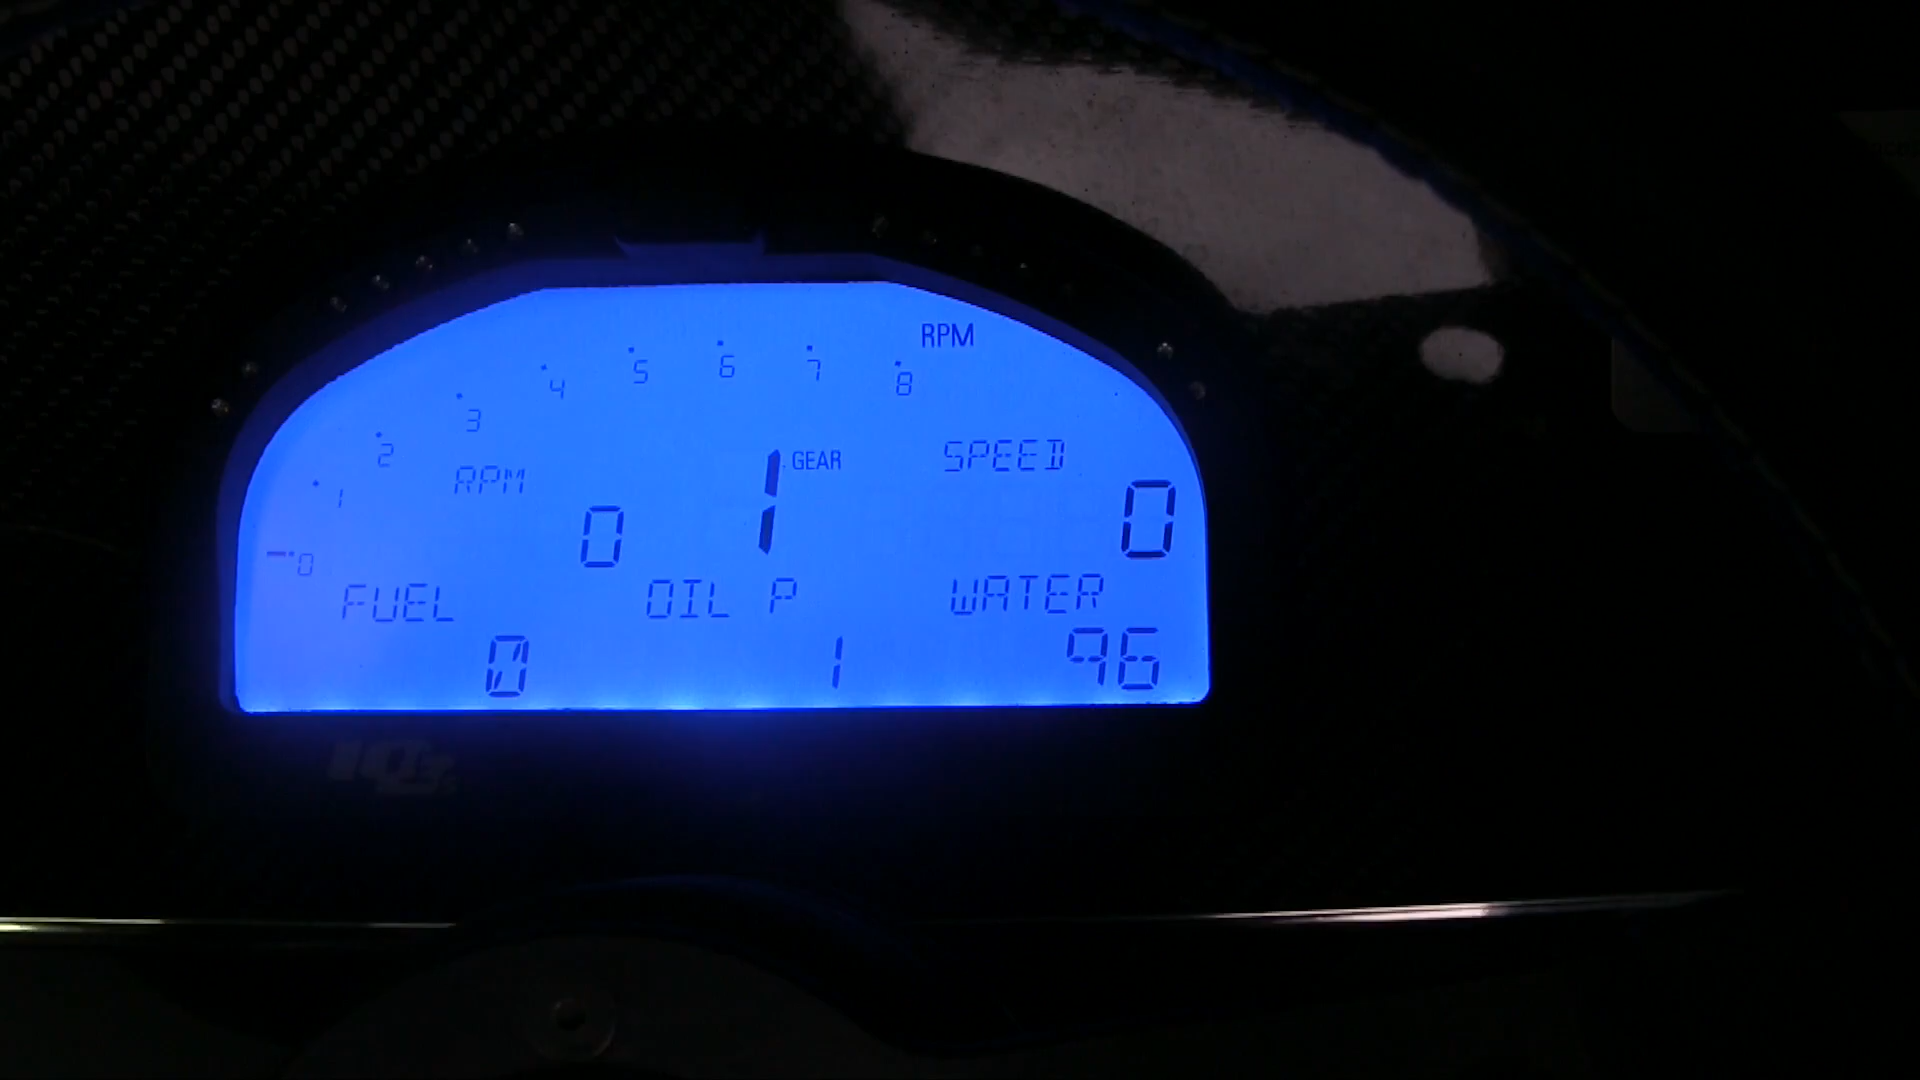 RPM
0 1 2 3 4 5 6 7 8
RPM GEAR SPEED
0 1 0
FUEL OIL P WATER
0 1 96
IQ3